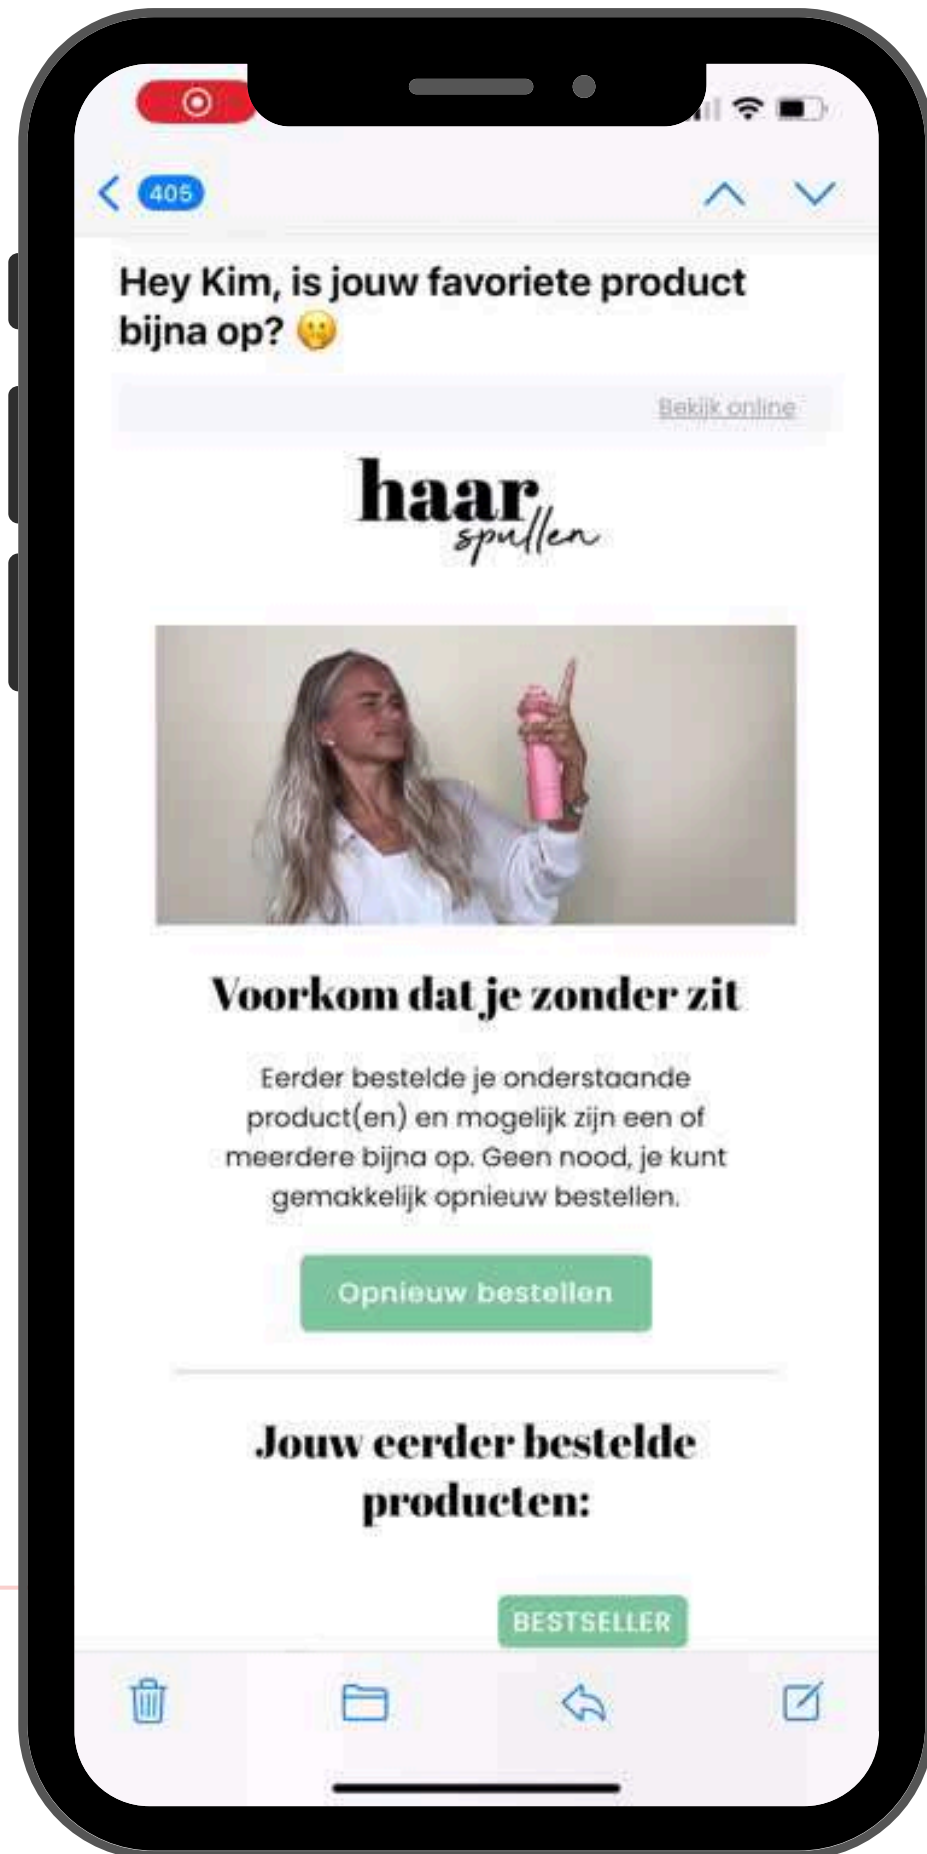 405
Hey Kim, is jouw favoriete product
bijna op? 🤫
Bekijk online
haar
spullen
Voorkom dat je zonder zit
Eerder bestelde je onderstaande
product(en) en mogelijk zijn een of
meerdere bijna op. Geen nood, je kunt
gemakkelijk opnieuw bestellen.
Opnieuw bestellen
Jouw eerder bestelde
producten:
BESTSELLER